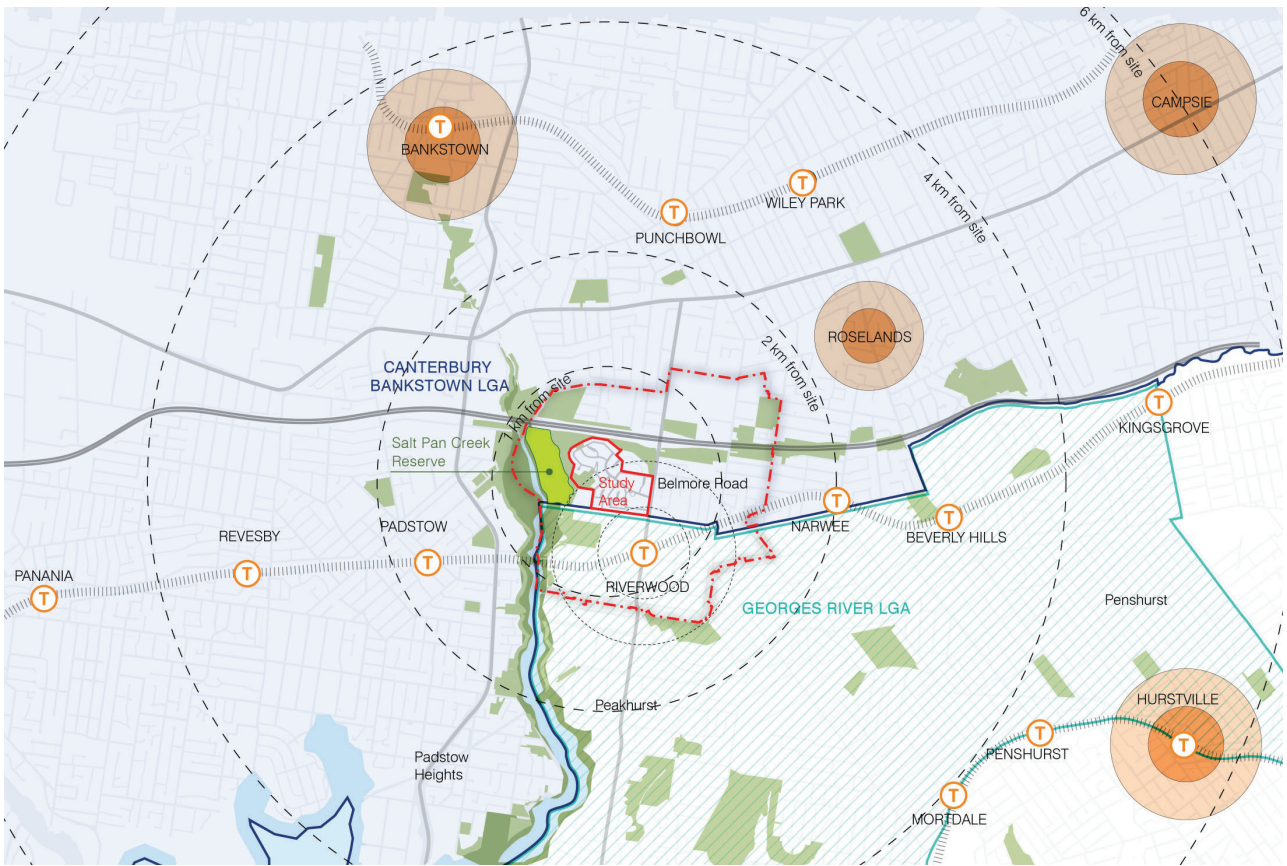 6 km from site
CAMPSIE
T
BANKSTOWN
4 km from site
T
WILEY PARK
T
PUNCHBOWL
ROSELANDS
2 km from site
CANTERBURY
BANKSTOWN LGA
1 km from site
T
KINGSGROVE
Salt Pan Creek
Reserve
Study
Area
Belmore Road
T
NARWEE
T
BEVERLY HILLS
PADSTOW
T
REVESBY
T
PANANIA
T
T
RIVERWOOD
GEORGES RIVER LGA
Penshurst
Peakhurst
HURSTVILLE
T
T
PENSHURST
Padstow
Heights
T
MORTDALE